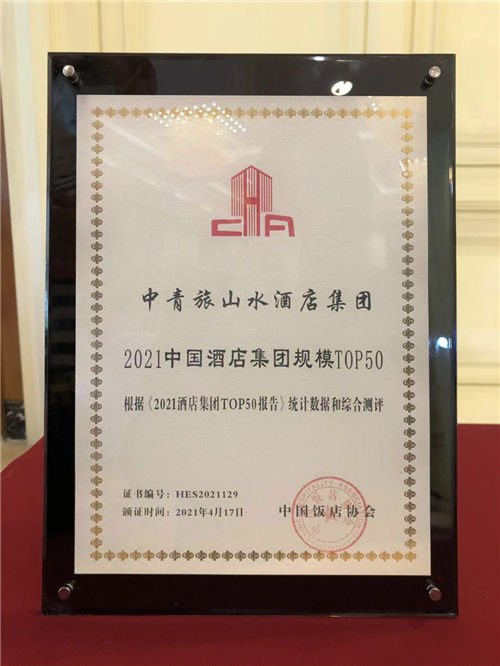 CHA
中青旅山水酒店集团
2021中国酒店集团规模TOP50
根据《2021酒店集团TOP50报告》统计数据和综合测评
证书编号：HES2021129
颁证时间：2021年4月17日
中国饭店协会